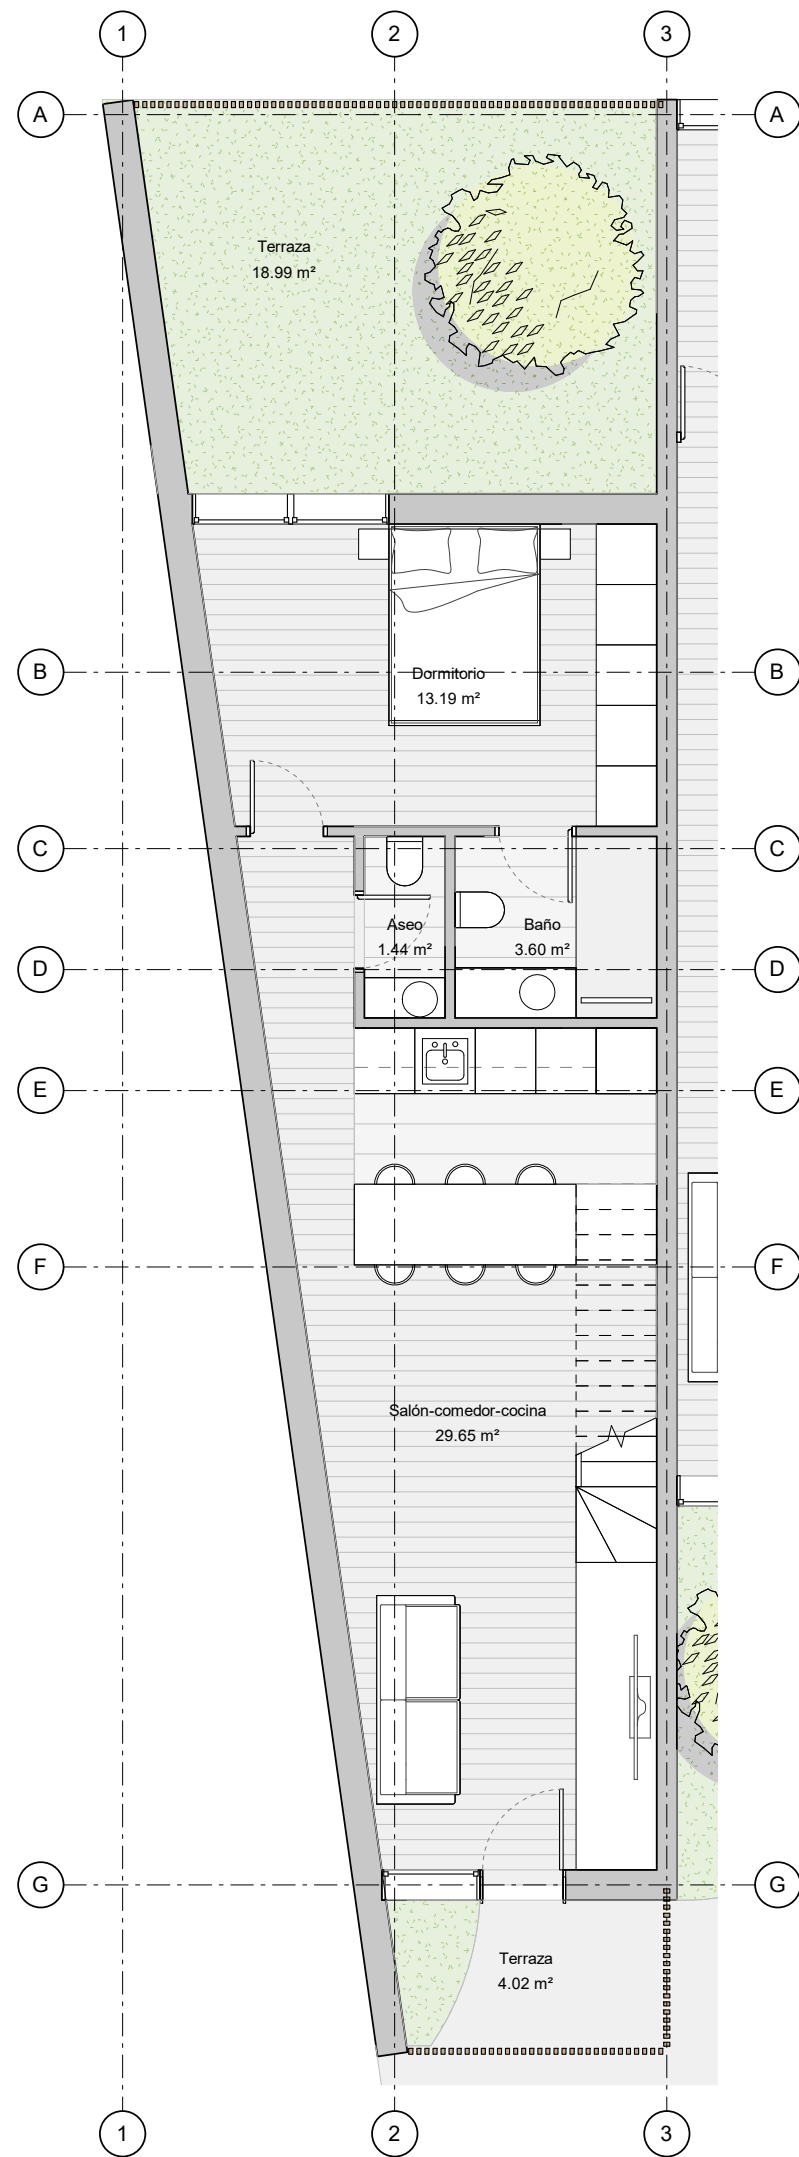 1 2 3
A A
Terraza
18.99 m²
B B
Dormitorio
13.19 m²
C C
Aseo
1.44 m²
Baño
3.60 m²
D D
E E
F F
Salón-comedor-cocina
29.65 m²
G G
Terraza
4.02 m²
1 2 3